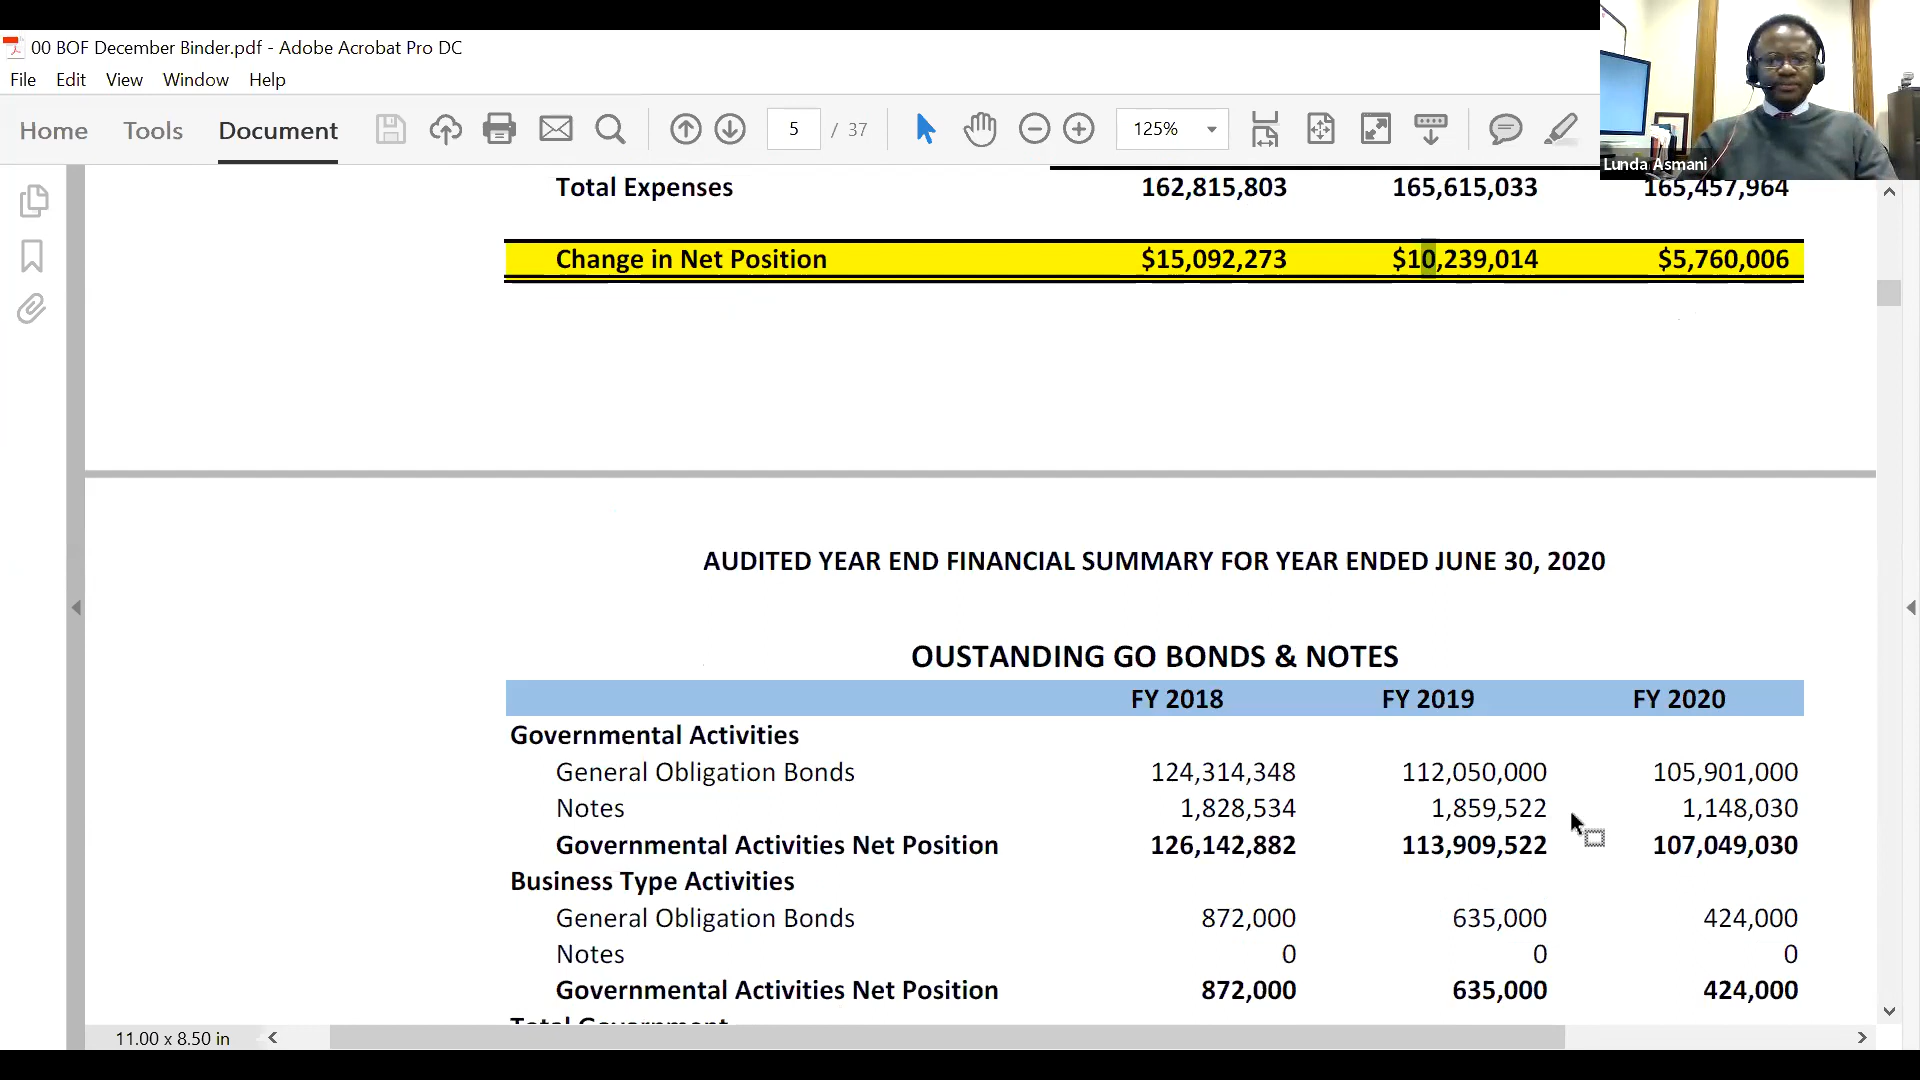 00 BOF December Binder.pdf - Adobe Acrobat Pro DC
File Edit View Window Help
Home Tools Document 5 / 37 125%
Lunda Asmani
Total Expenses 162,815,803 165,615,033 165,457,964
Change in Net Position $15,092,273 $10,239,014 $5,760,006
AUDITED YEAR END FINANCIAL SUMMARY FOR YEAR ENDED JUNE 30, 2020
OUSTANDING GO BONDS & NOTES
FY 2018 FY 2019 FY 2020
Governmental Activities
General Obligation Bonds 124,314,348 112,050,000 105,901,000
Notes 1,828,534 1,859,522 1,148,030
Governmental Activities Net Position 126,142,882 113,909,522 107,049,030
Business Type Activities
General Obligation Bonds 872,000 635,000 424,000
Notes 0 0 0
Governmental Activities Net Position 872,000 635,000 424,000
Total Government
11.00 x 8.50 in